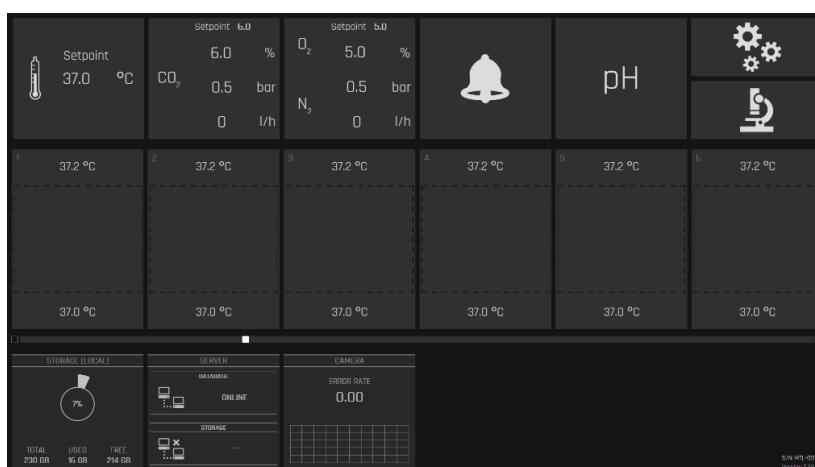 Setpoint
37.0 °C
Setpoint 6.0
6.0 %
CO2
0.5 bar
0 l/h
Setpoint 5.0
O2
5.0 %
0.5 bar
N2
0 l/h
pH
1
37.2 °C
2
37.2 °C
3
37.2 °C
4
37.2 °C
5
37.2 °C
6
37.2 °C
37.0 °C
37.0 °C
37.0 °C
37.0 °C
37.0 °C
37.0 °C
STORAGE (LOCAL)
7%
TOTAL USED FREE
230 GB 16 GB 214 GB
SERVER
DATABASE
ONLINE
STORAGE
---
CAMERA
ERROR RATE
0.00
S/N MTL-00